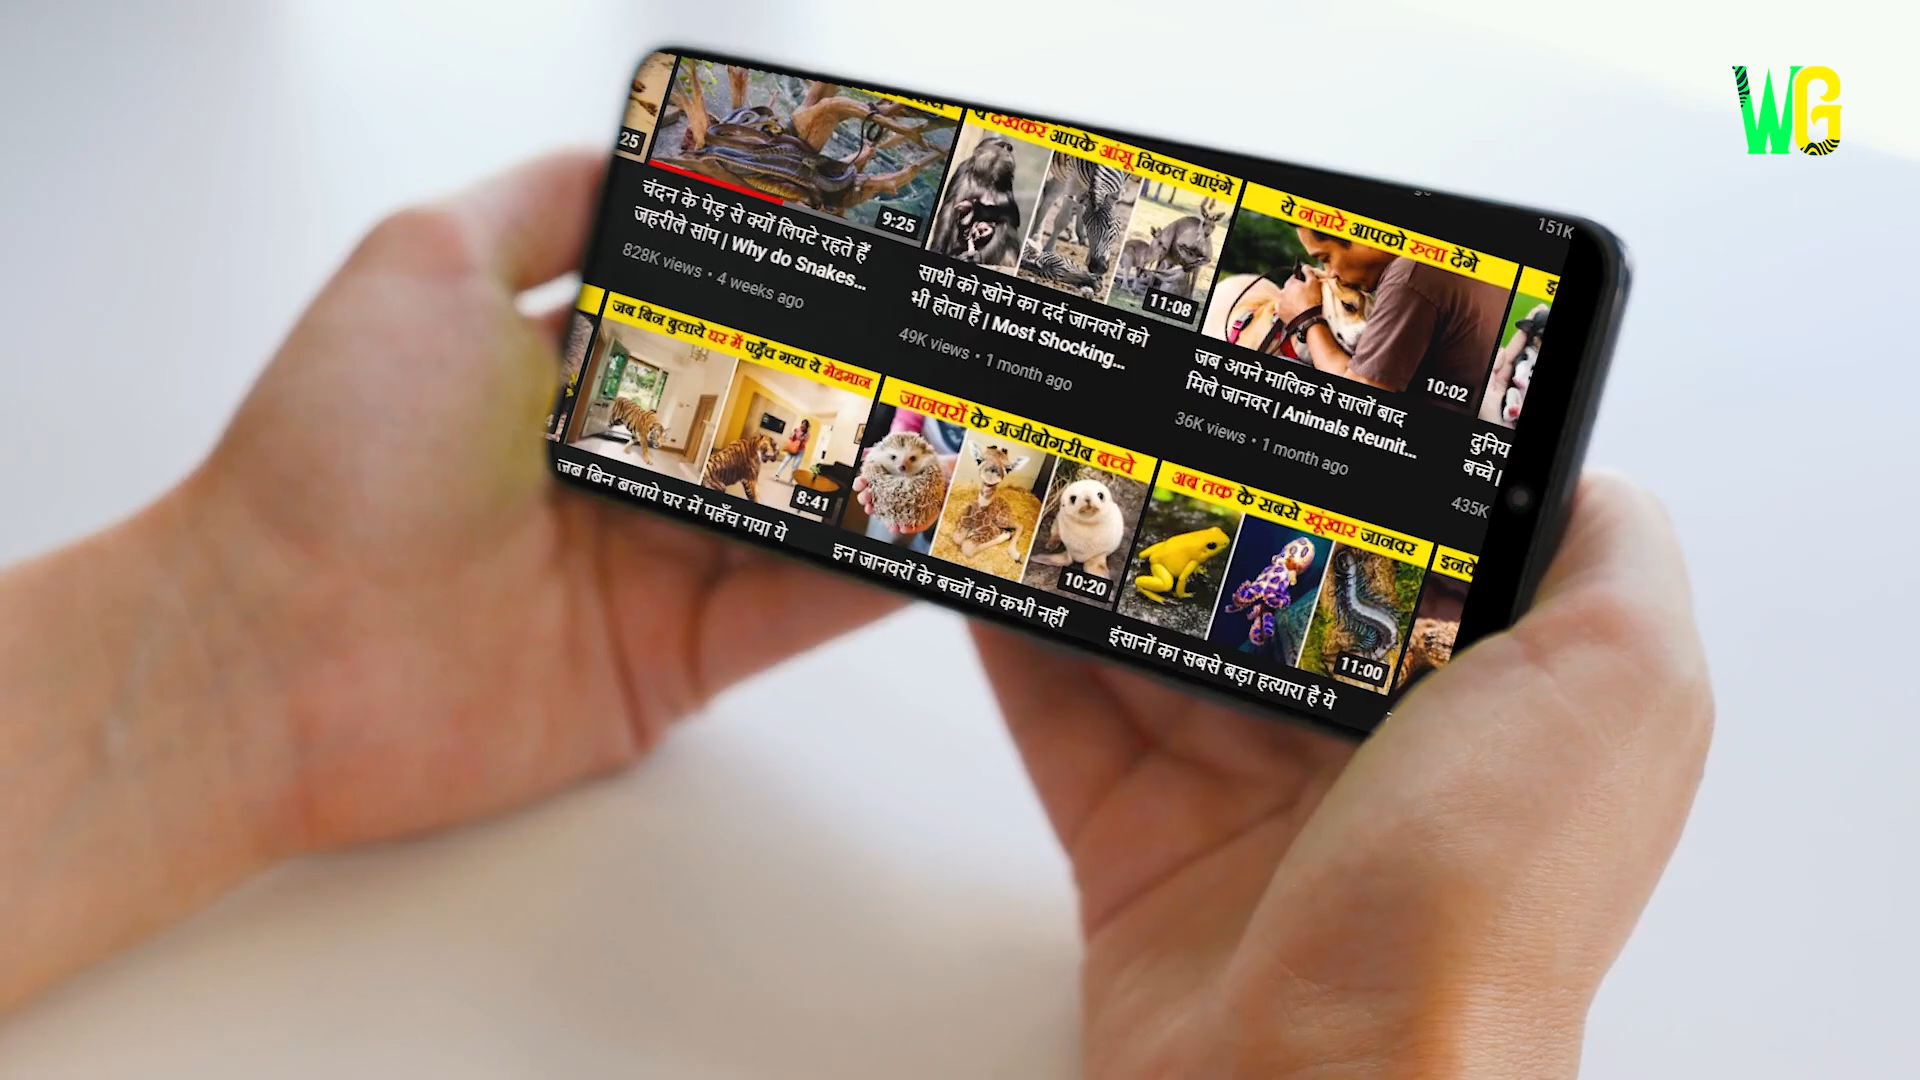 WG
151K
25
9:25
चंदन के पेड़ से क्यों लिपटे रहते हैं
जहरीले सांप | Why do Snakes...
828K views • 4 weeks ago
देखकर आपके आंसू निकल आएंगे
11:08
साथी को खोने का दर्द जानवरों को
भी होता है | Most Shocking...
49K views • 1 month ago
ये नज़ारे आपको रुला देंगे
10:02
जब अपने मालिक से सालों बाद
मिले जानवर | Animals Reunit...
36K views • 1 month ago
दुनिय
बच्चे |
435K
जब बिन बुलाये घर में पहुँच गया ये मेहमान
8:41
जब बिन बुलाये घर में पहुँच गया ये
जानवरों के अजीबोगरीब बच्चे
10:20
इन जानवरों के बच्चों को कभी नहीं
अब तक के सबसे खूंखार जानवर
11:00
इंसानों का सबसे बड़ा हत्यारा है ये
इनके